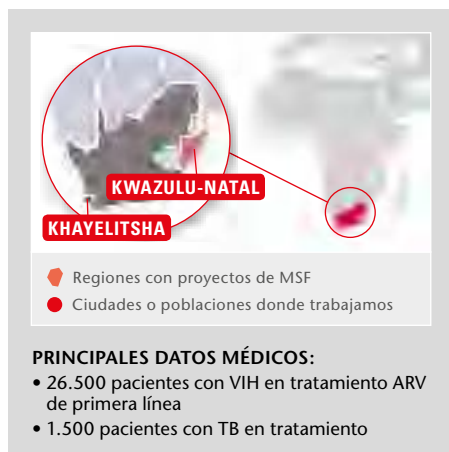 KWAZULU-NATAL
KHAYELITSHA
Regiones con proyectos de MSF
Ciudades o poblaciones donde trabajamos
PRINCIPALES DATOS MÉDICOS:
• 26.500 pacientes con VIH en tratamiento ARV
de primera línea
• 1.500 pacientes con TB en tratamiento